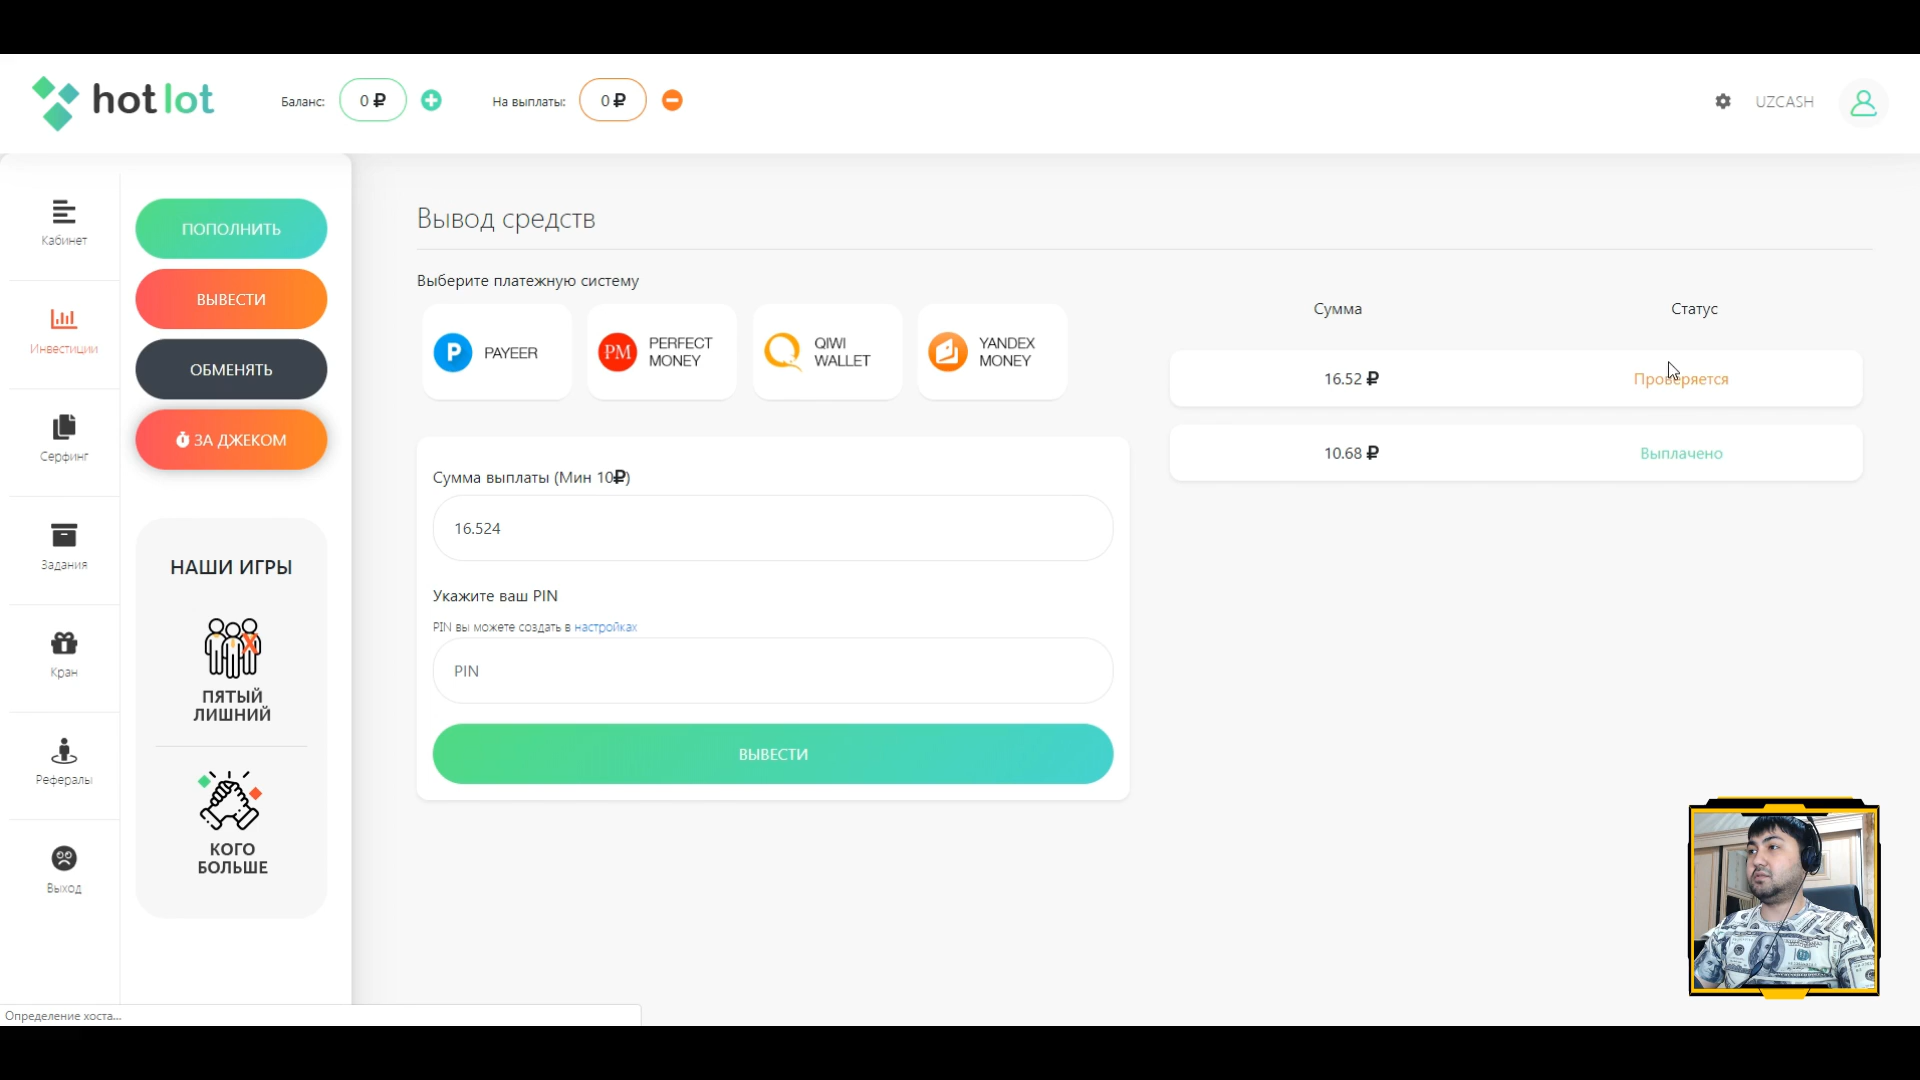 hotlot
Баланс:
0 ₽
На выплаты:
0 ₽
UZCASH
Кабинет
Инвестиции
Серфинг
Задания
Кран
Рефералы
Выход
ПОПОЛНИТЬ
ВЫВЕСТИ
ОБМЕНЯТЬ
ЗА ДЖЕКОМ
НАШИ ИГРЫ
ПЯТЫЙ
ЛИШНИЙ
КОГО
БОЛЬШЕ
Вывод средств
Выберите платежную систему
P
PAYEER
PM
PERFECT
MONEY
QIWI
WALLET
YANDEX
MONEY
Сумма выплаты (Мин 10₽)
16.524
Укажите ваш PIN
PIN вы можете создать в настройках
PIN
ВЫВЕСТИ
Сумма
Статус
16.52 ₽
Проверяется
10.68 ₽
Выплачено
Определение хоста...